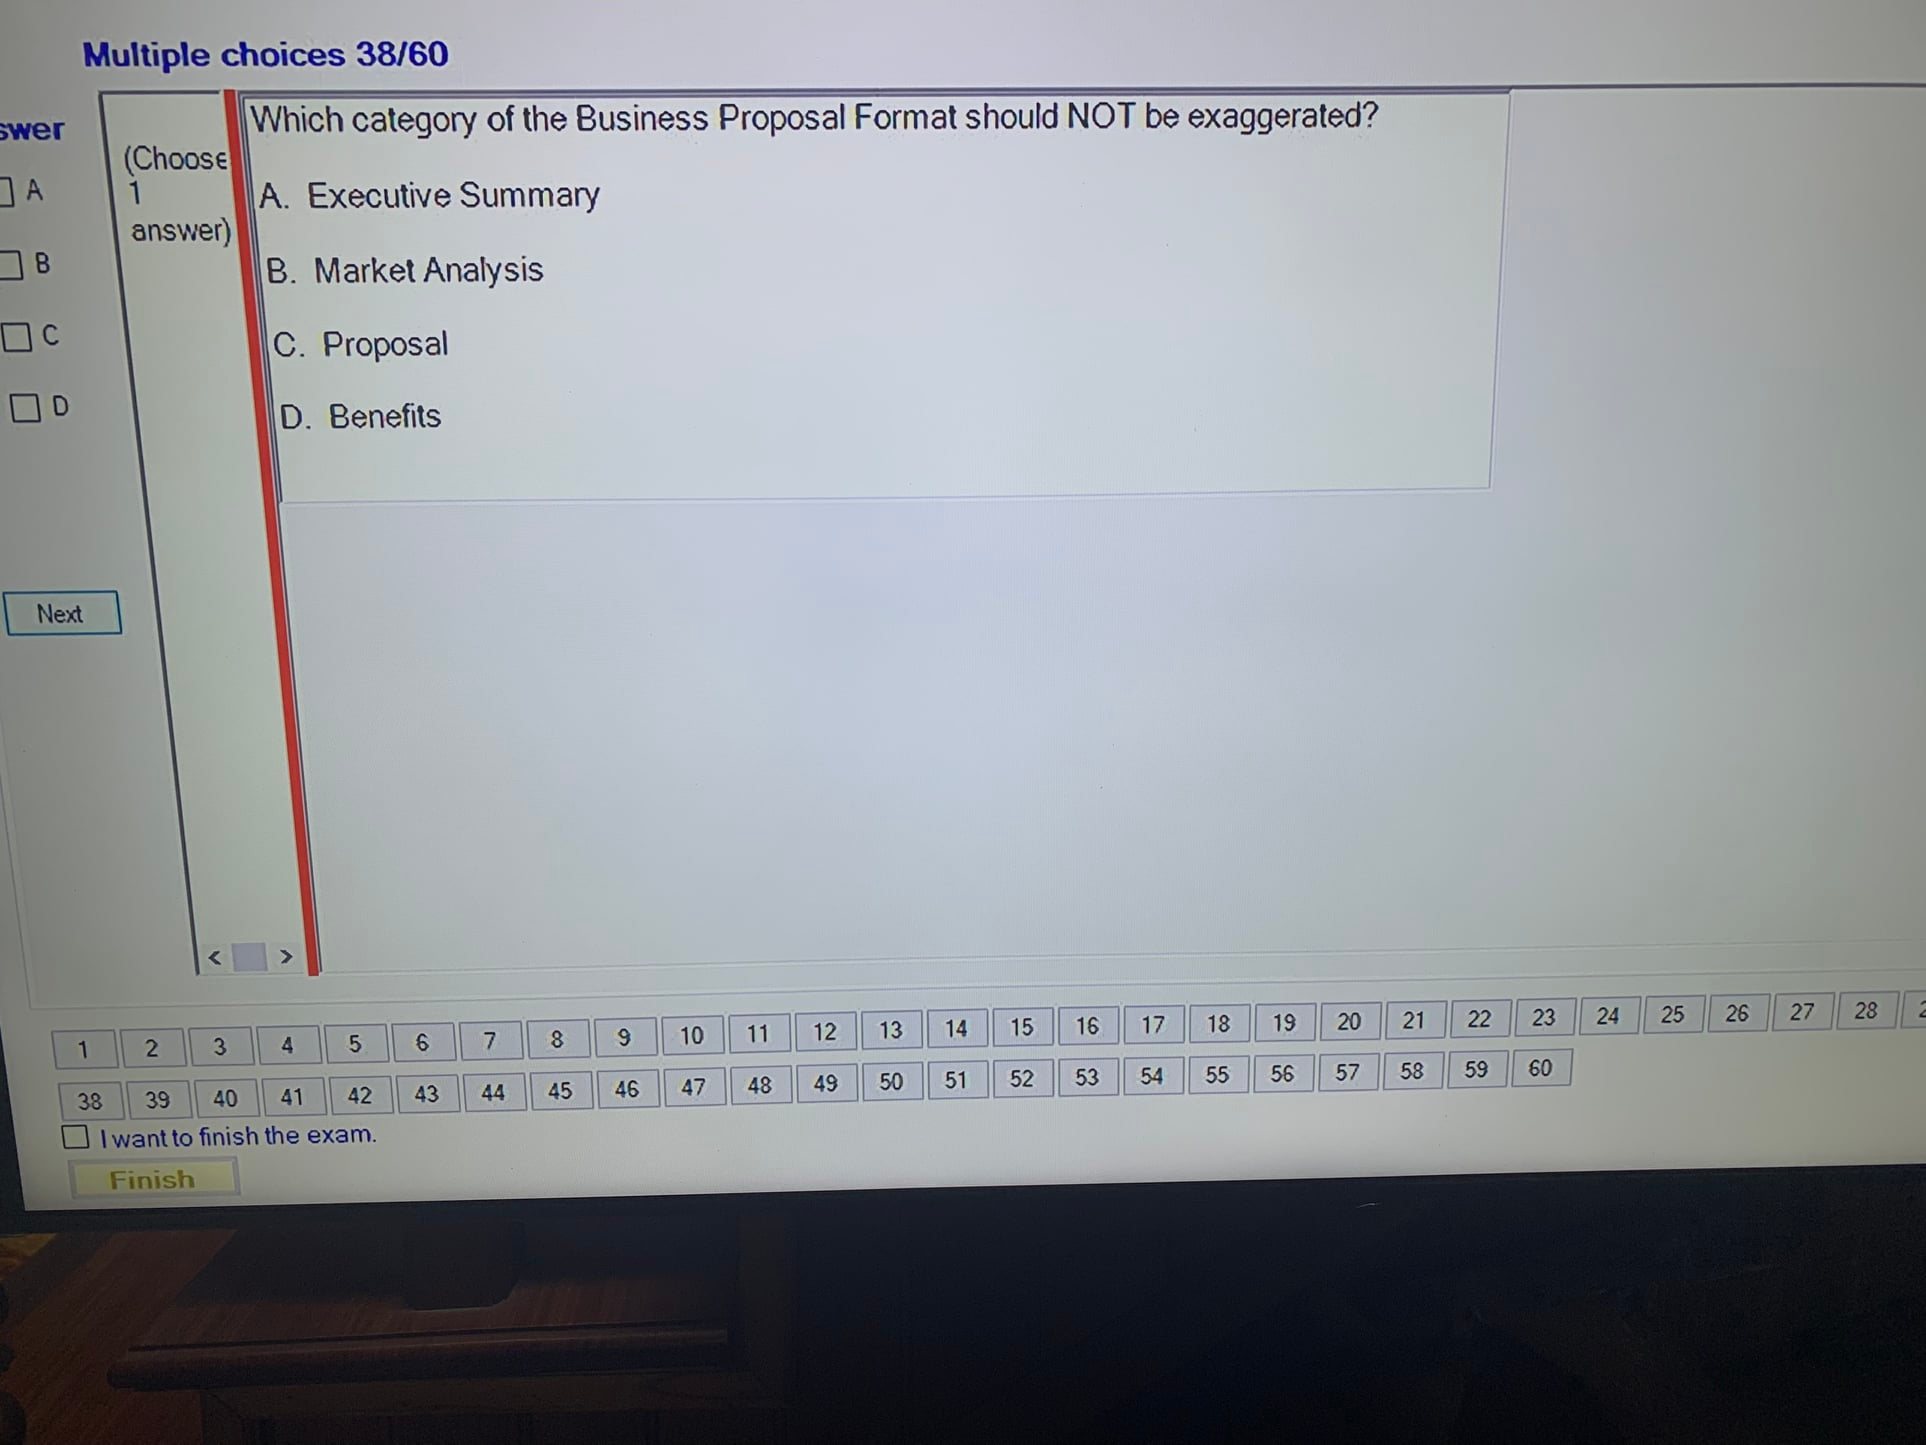 Multiple choices 38/60
swer
(Choose
1
answer)
A
B
C
D
Which category of the Business Proposal Format should NOT be exaggerated?
A. Executive Summary
B. Market Analysis
C. Proposal
D. Benefits
Next
< >
1 2 3 4 5 6 7 8 9 10 11 12 13 14 15 16 17 18 19 20 21 22 23 24 25 26 27 28
38 39 40 41 42 43 44 45 46 47 48 49 50 51 52 53 54 55 56 57 58 59 60
I want to finish the exam.
Finish